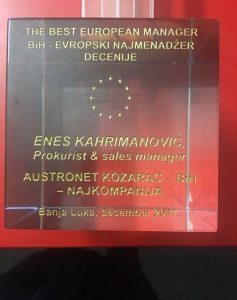 THE BEST EUROPEAN MANAGER
BiH - EVROPSKI NAJMENADŽER
DECENIJE
ENES KAHRIMANOVIĆ,
Prokurist & sales manager
AUSTRONET KOZARAC - BiH
- NAJKOMPANIJA
Banja Luka, decembar 2017